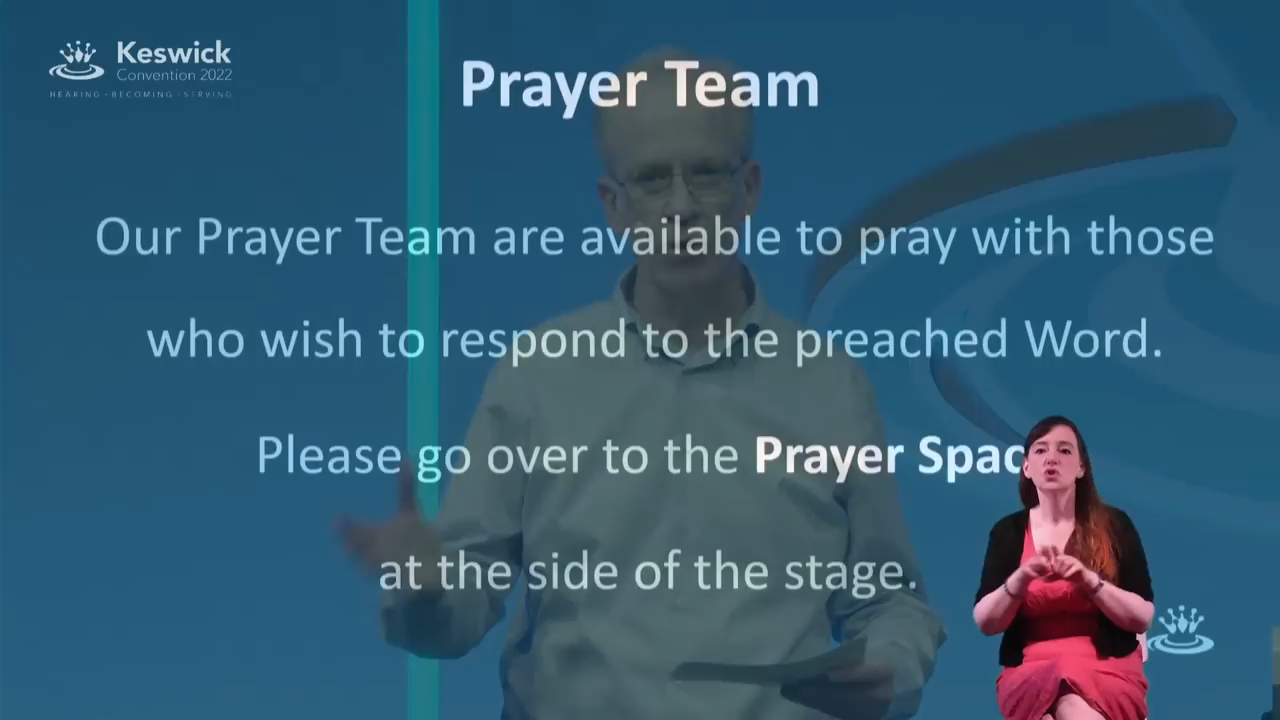 Keswick
Convention 2022
HEARING · BECOMING · SERVING
Prayer Team
Our Prayer Team are available to pray with those
who wish to respond to the preached Word.
Please go over to the Prayer Spac
at the side of the stage.